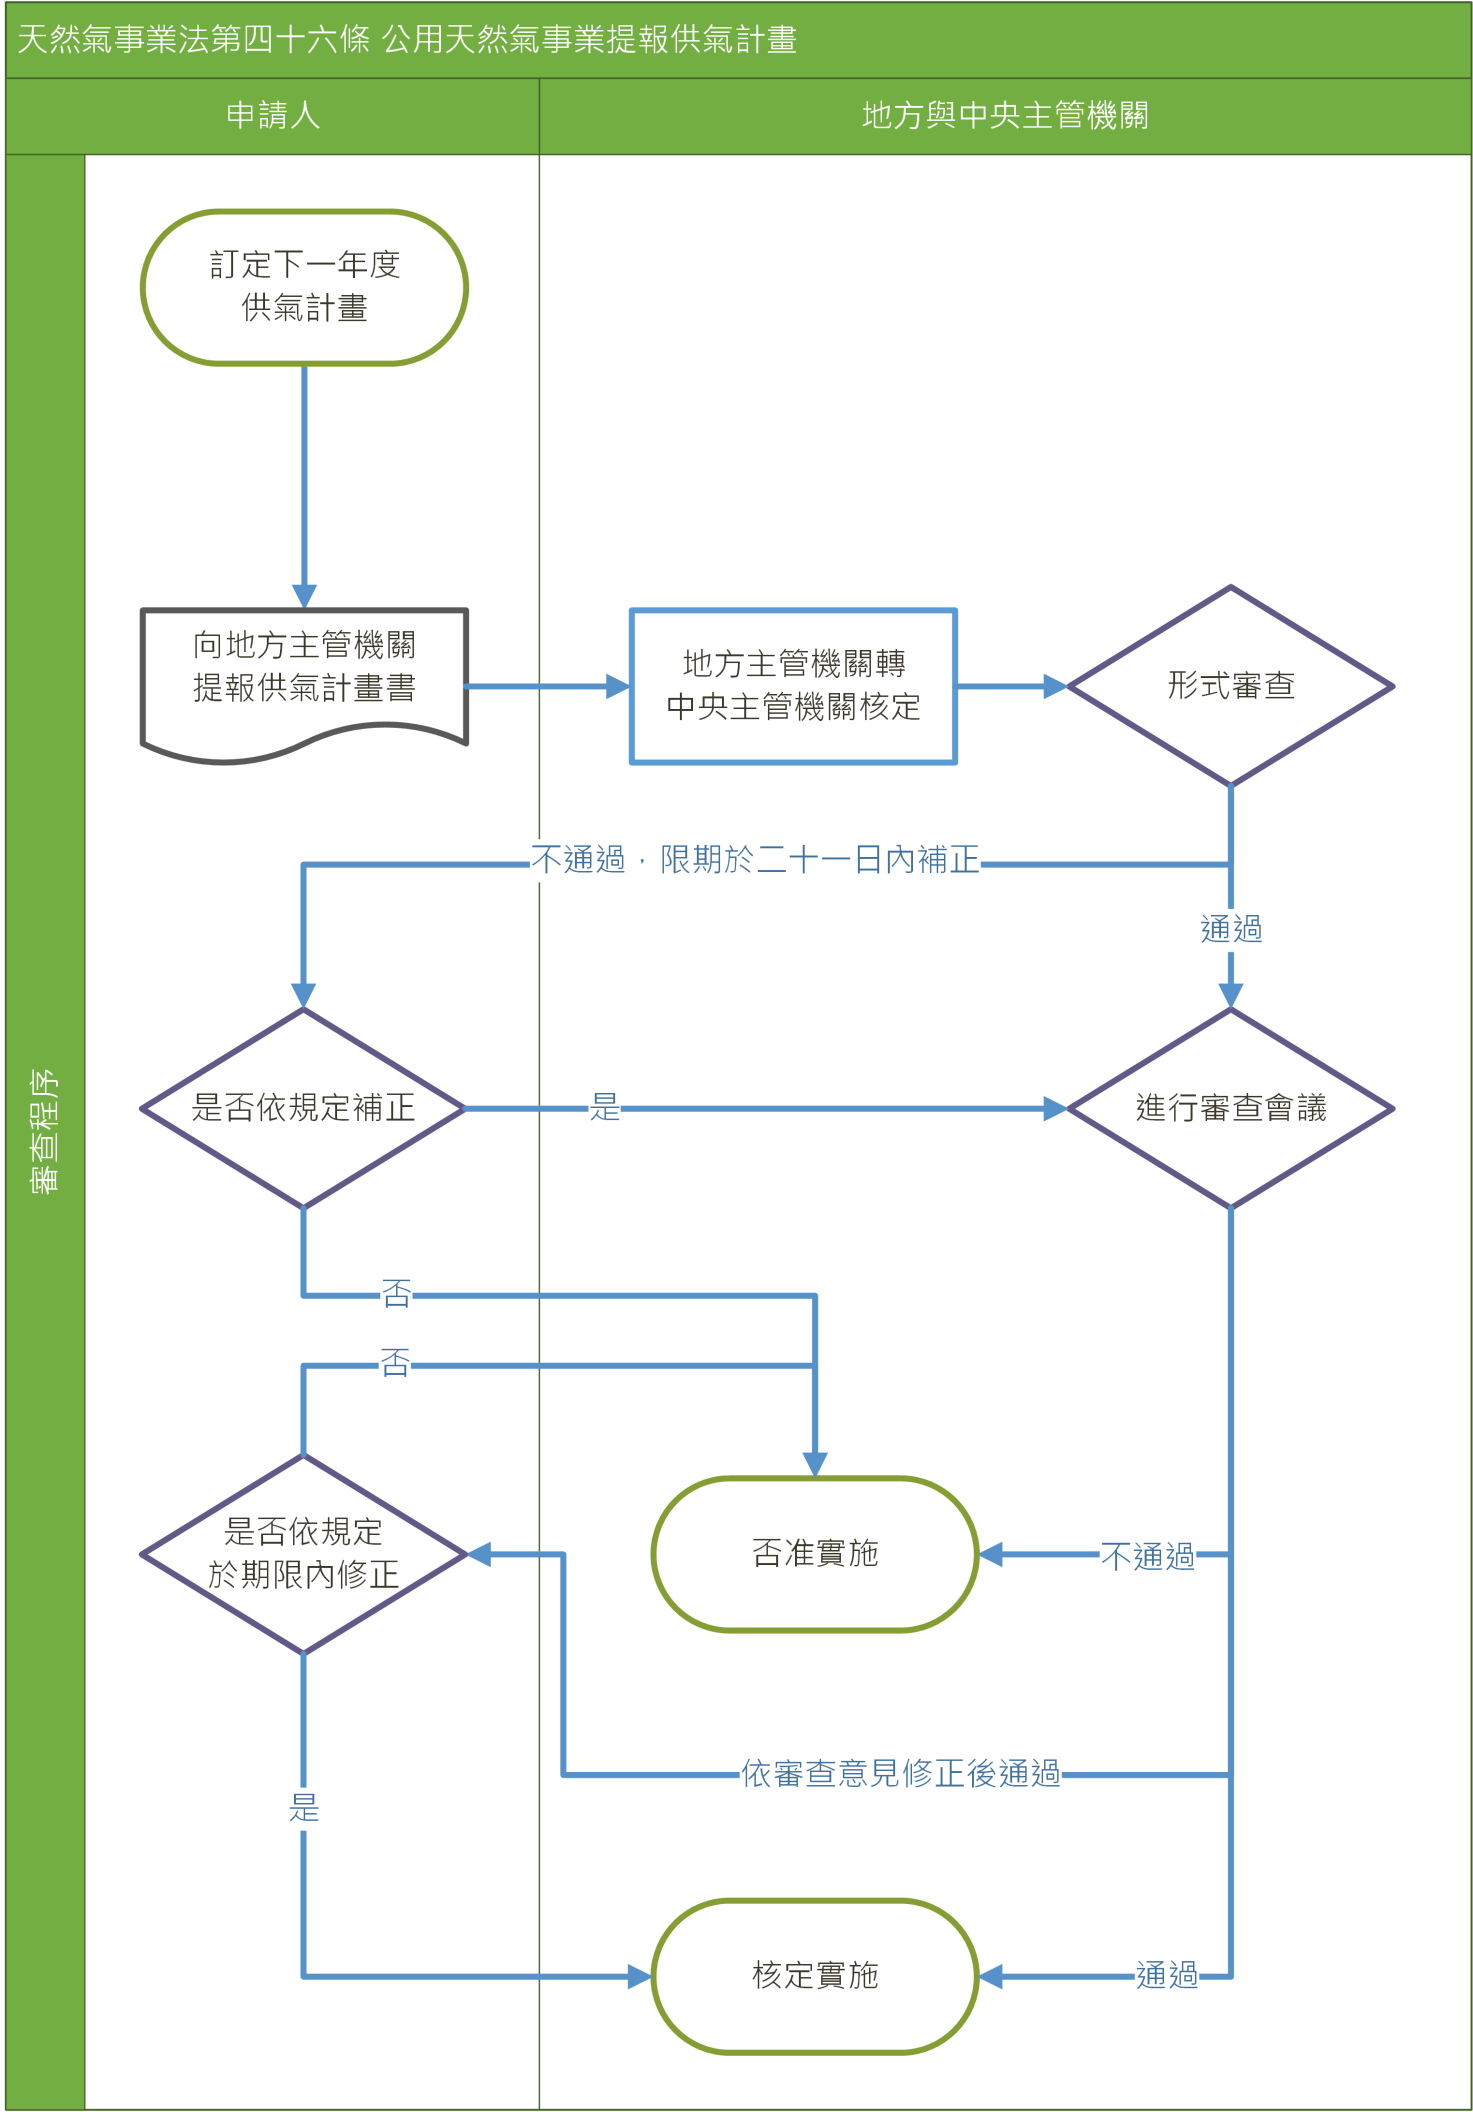 天然氣事業法第四十六條 公用天然氣事業提報供氣計畫
申請人
地方與中央主管機關
審查程序
訂定下一年度
供氣計畫
向地方主管機關
提報供氣計畫書
地方主管機關轉
中央主管機關核定
形式審查
不通過，限期於二十一日內補正
通過
是否依規定補正
是
進行審查會議
否
否
是否依規定
於期限內修正
否准實施
不通過
依審查意見修正後通過
是
核定實施
通過